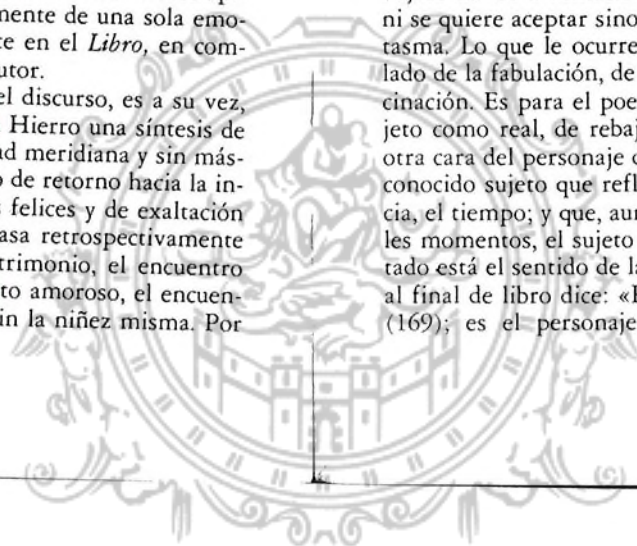 mente de una sola emo-
te en el Libro, en com-
utor.
el discurso, es a su vez,
. Hierro una síntesis de
ad meridiana y sin más-
o de retorno hacia la in-
s felices y de exaltación
asa retrospectivamente
trimonio, el encuentro
to amoroso, el encuen-
in la niñez misma. Por
ni se quiere aceptar sino
tasma. Lo que le ocurre
lado de la fabulación, de
cinación. Es para el poe
jeto como real, de rebaj
otra cara del personaje
conocido sujeto que refl
cia, el tiempo; y que, aur
les momentos, el sujeto
tado está el sentido de la
al final de libro dice: «
(169); es el personaje